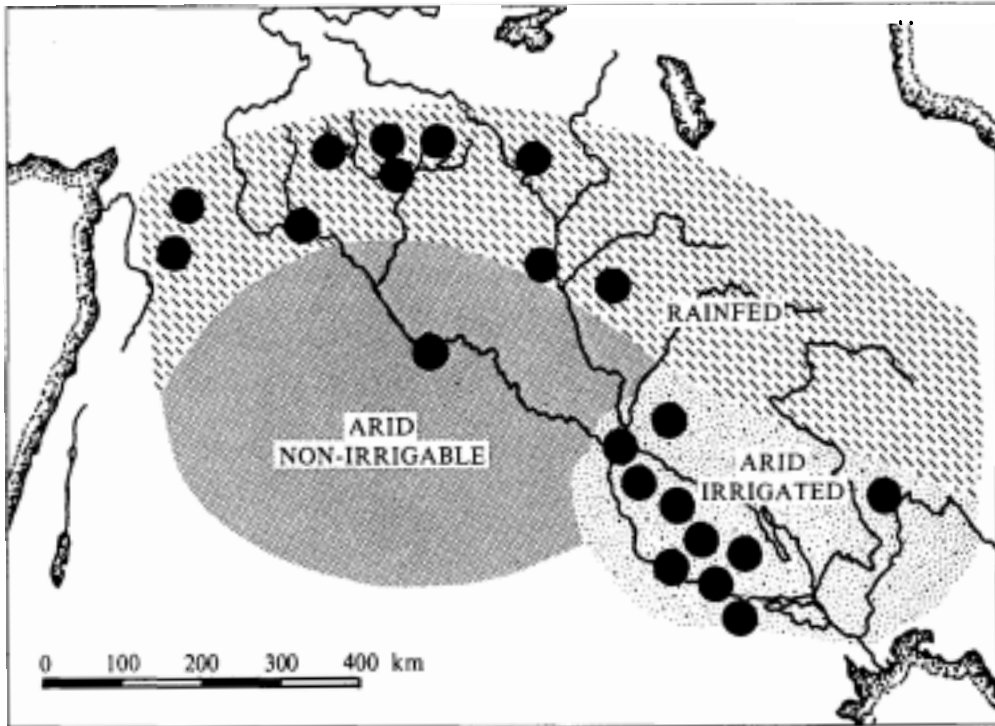 RAINFED
ARID
NON-IRRIGABLE
ARID
IRRIGATED
0 100 200 300 400 km